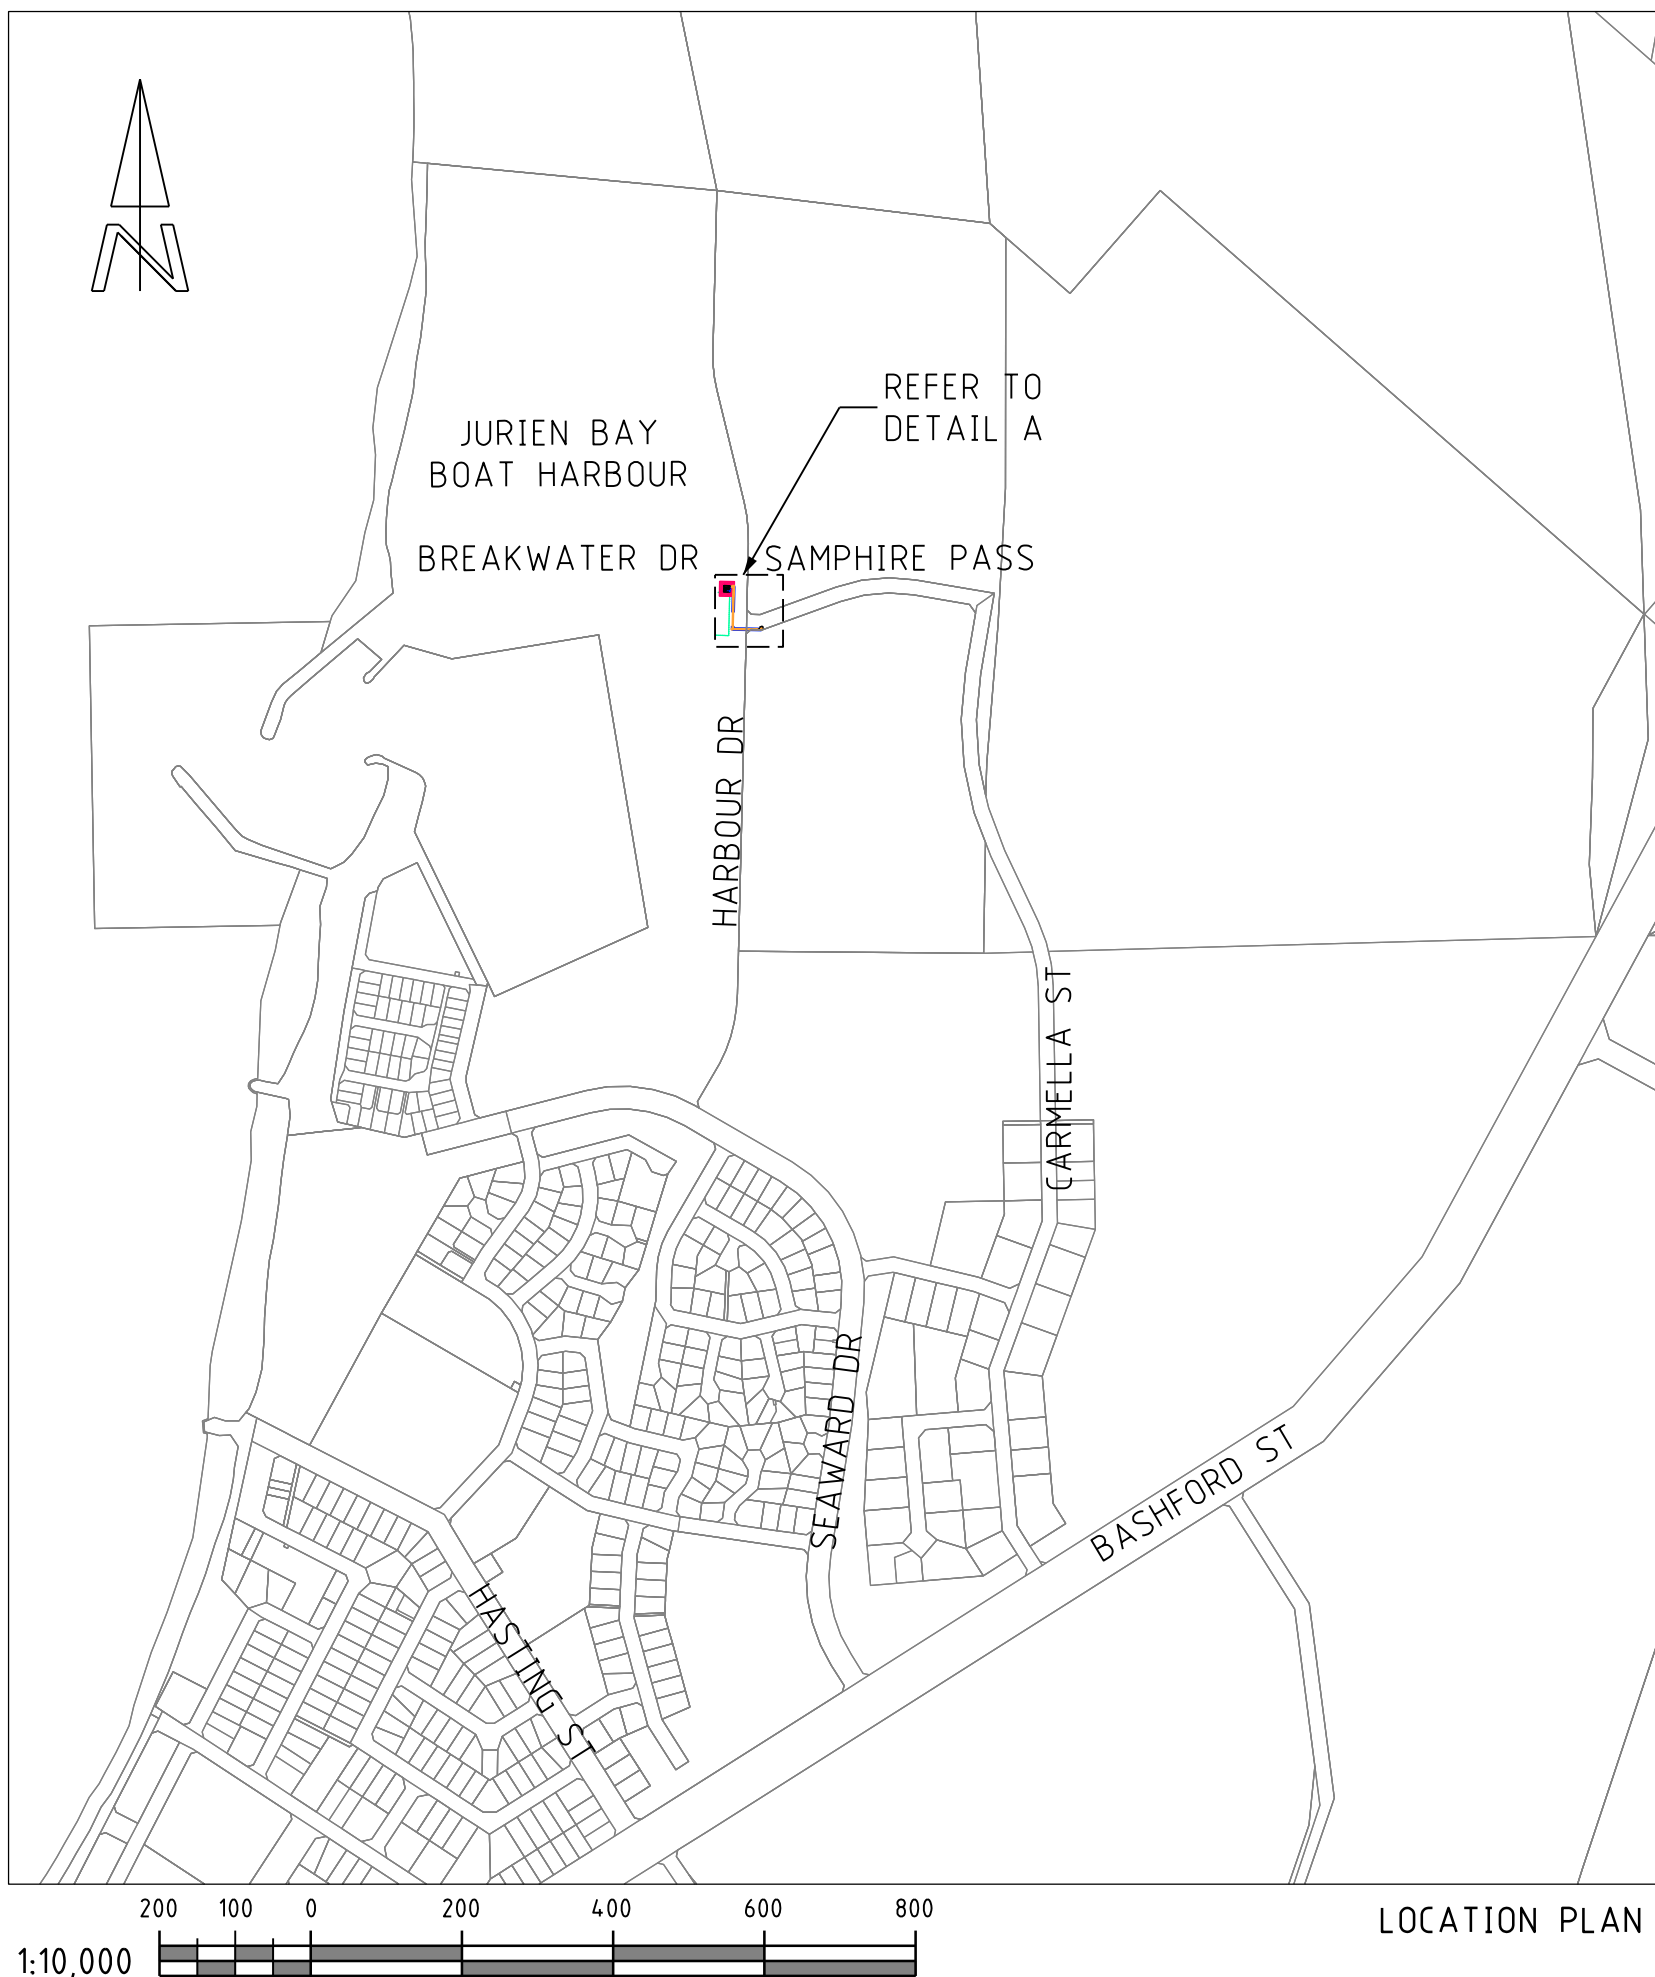 N
REFER TO
DETAIL A
JURIEN BAY
BOAT HARBOUR
BREAKWATER DR
SAMPHIRE PASS
HARBOUR DR
CARMELLA ST
SEAWARD DR
BASHFORD ST
HASTING ST
200 100 0 200 400 600 800
1:10,000
LOCATION PLAN